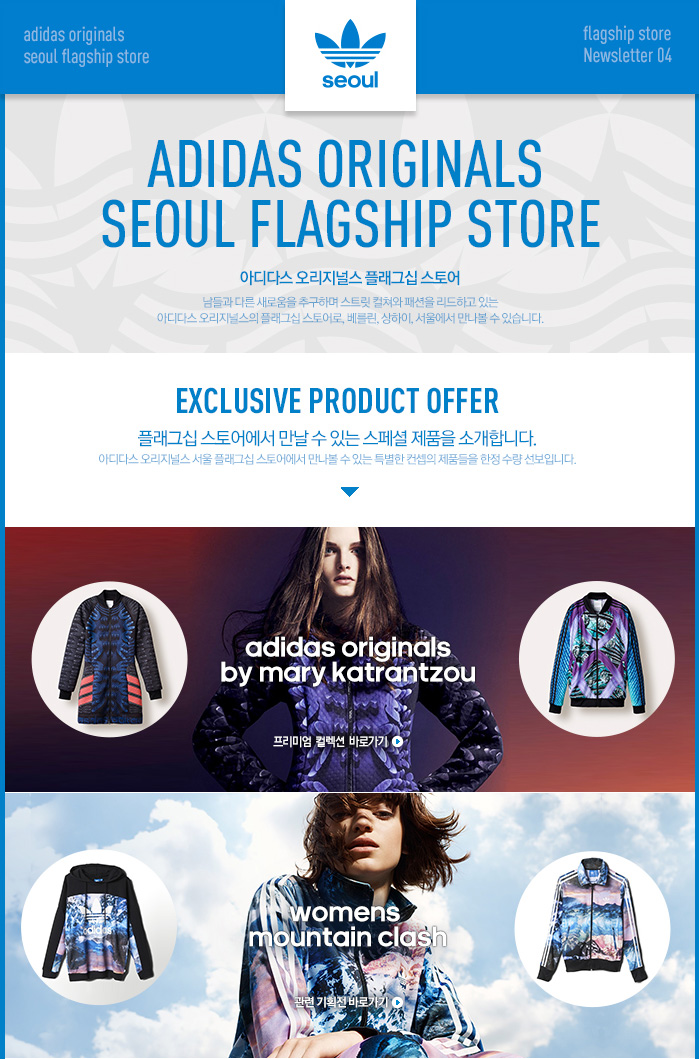 adidas originals
seoul flagship store
seoul
flagship store
Newsletter 04
ADIDAS ORIGINALS
SEOUL FLAGSHIP STORE
아디다스 오리지널스 플래그십 스토어
남들과 다른 새로움을 추구하며 스트릿 컬쳐와 패션을 리드하고 있는
아디다스 오리지널스의 플래그십 스토어로, 베를린, 상하이, 서울에서 만나볼 수 있습니다.
EXCLUSIVE PRODUCT OFFER
플래그십 스토어에서 만날 수 있는 스페셜 제품을 소개합니다.
아디다스 오리지널스 서울 플래그십 스토어에서 만나볼 수 있는 특별한 컨셉의 제품들을 한정 수량 선보입니다.
adidas originals
by mary katrantzou
프리미엄 컬렉션 바로가기
womens
mountain clash
adidas
관련 기획전 바로가기